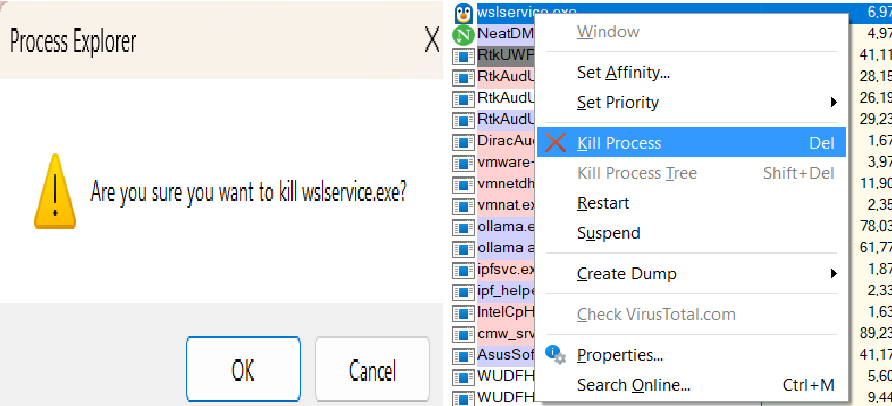 Process Explorer
X
Are you sure you want to kill wslservice.exe?
OK
Cancel
wslservice.exe 6,97
NeatDM 4,97
RtkUWP 41,11
RtkAudU 28,15
RtkAudU 26,19
RtkAudU 29,23
DiracAud 1,67
vmware- 3,97
vmnetdh 11,90
vmnat.ex 2,35
ollama.e 78,03
ollama a 61,77
ipfsvc.ex 1,87
ipf_helpe 2,33
IntelCpH 1,63
cmw_srv 89,23
AsusSof 41,17
WUDFH 5,60
WUDFH 9,44
Window
Set Affinity...
Set Priority
Kill Process Del
Kill Process Tree Shift+Del
Restart
Suspend
Create Dump
Check VirusTotal.com
Properties...
Search Online... Ctrl+M